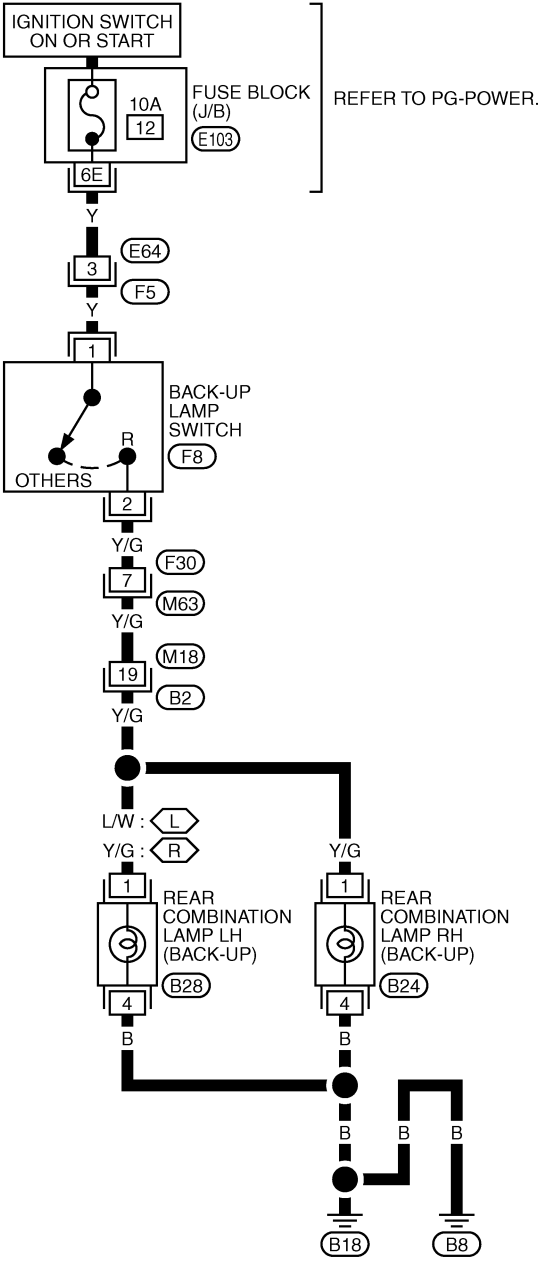 IGNITION SWITCH
ON OR START
10A
12
FUSE BLOCK
(J/B)
E103
REFER TO PG-POWER.
6E
Y
E64
3
F5
Y
1
BACK-UP
LAMP
SWITCH
F8
R
OTHERS
2
Y/G
F30
7
M63
Y/G
M18
19
B2
Y/G
L/W : L
Y/G : R
Y/G
1
REAR
COMBINATION
LAMP LH
(BACK-UP)
B28
4
B
1
REAR
COMBINATION
LAMP RH
(BACK-UP)
B24
4
B
B
B
B
B18
B8